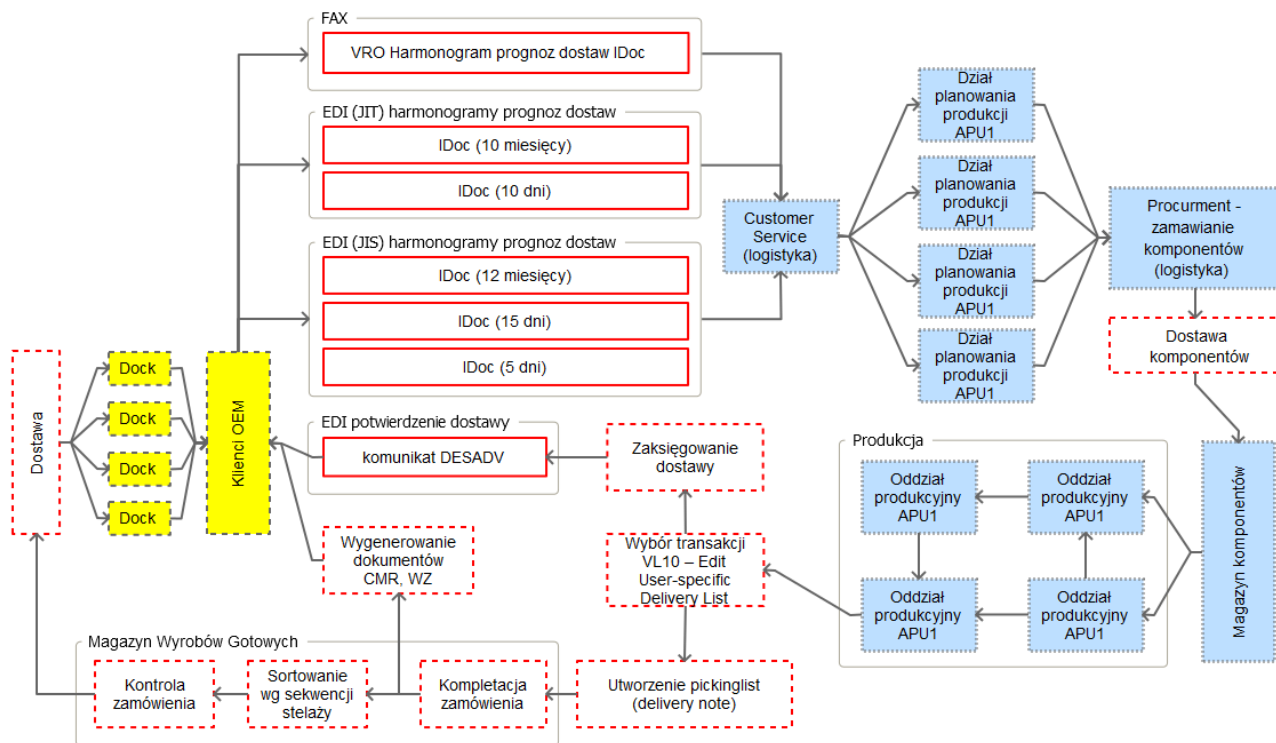 FAX
VRO Harmonogram prognoz dostaw IDoc
EDI (JIT) harmonogramy prognoz dostaw
IDoc (10 miesięcy)
IDoc (10 dni)
EDI (JIS) harmonogramy prognoz dostaw
IDoc (12 miesięcy)
IDoc (15 dni)
IDoc (5 dni)
Customer
Service
(logistyka)
Dział
planowania
produkcji
APU1
Dział
planowania
produkcji
APU1
Dział
planowania
produkcji
APU1
Dział
planowania
produkcji
APU1
Procurment -
zamawianie
komponentów
(logistyka)
Dostawa
komponentów
Magazyn komponentów
Dostawa
Dock
Dock
Dock
Dock
Klienci OEM
EDI potwierdzenie dostawy
komunikat DESADV
Zaksięgowanie
dostawy
Produkcja
Oddział
produkcyjny
APU1
Oddział
produkcyjny
APU1
Oddział
produkcyjny
APU1
Oddział
produkcyjny
APU1
Wygenerowanie
dokumentów
CMR, WZ
Wybór transakcji
VL10 – Edit
User-specific
Delivery List
Magazyn Wyrobów Gotowych
Kontrola
zamówienia
Sortowanie
wg sekwencji
stelaży
Kompletacja
zamówienia
Utworzenie pickinglist
(delivery note)